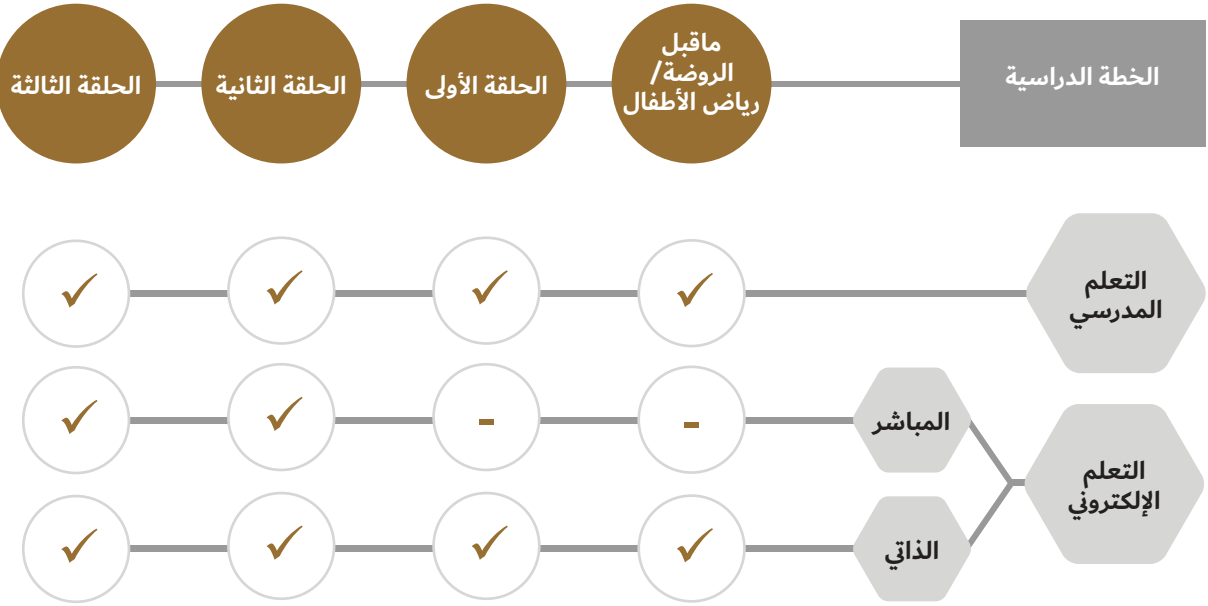 الخطة الدراسية
ماقبل
الروضة/
رياض الأطفال
الحلقة الأولى
الحلقة الثانية
الحلقة الثالثة
التعلم
المدرسي
✓ ✓ ✓ ✓
التعلم
الإلكتروني
المباشر
- - ✓ ✓
الذاتي
✓ ✓ ✓ ✓